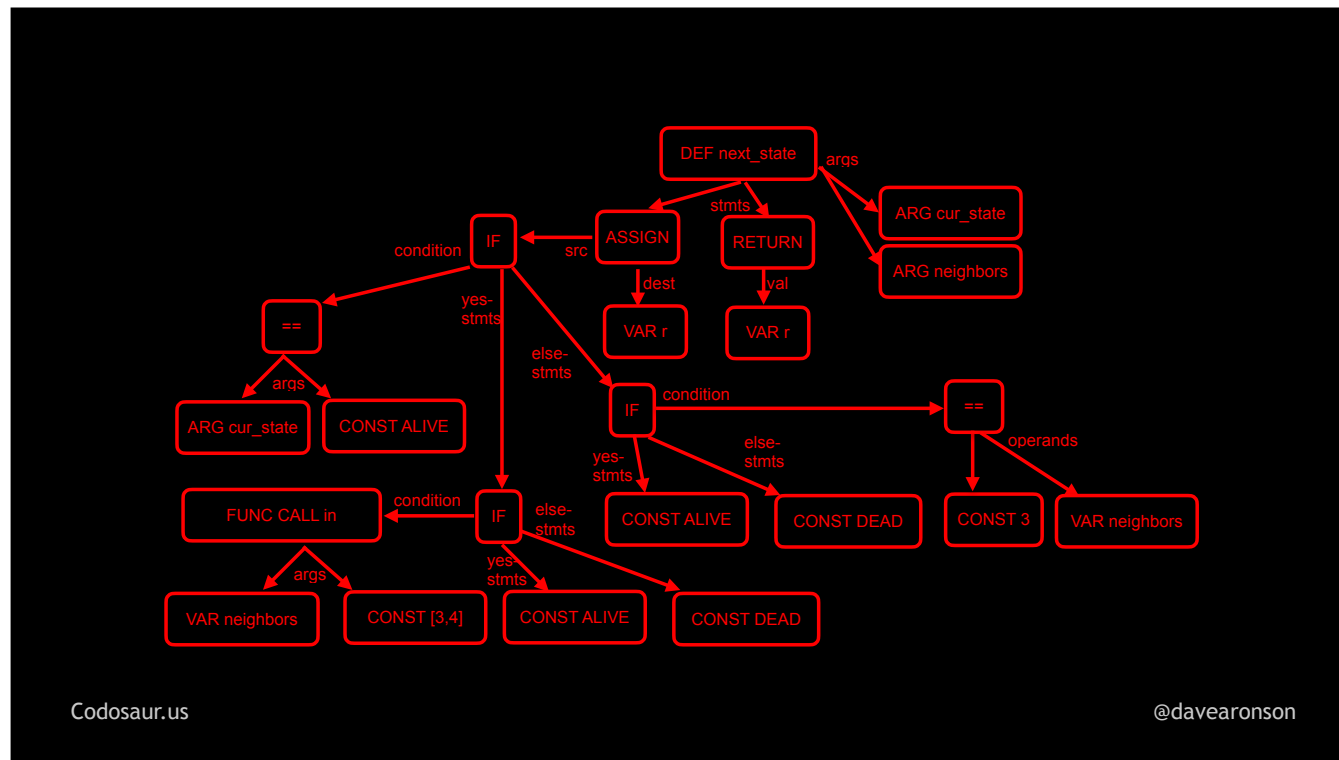 DEF next_state
args
stmts
ARG cur_state
IF
ASSIGN
RETURN
condition
src
ARG neighbors
dest
val
yes-
stmts
==
VAR r
VAR r
else-
stmts
args
IF
condition
==
ARG cur_state
CONST ALIVE
operands
yes-
stmts
else-
stmts
condition
else-
stmts
FUNC CALL in
IF
CONST ALIVE
CONST DEAD
CONST 3
VAR neighbors
args
yes-
stmts
VAR neighbors
CONST [3,4]
CONST ALIVE
CONST DEAD
Codosaur.us
@davearonson